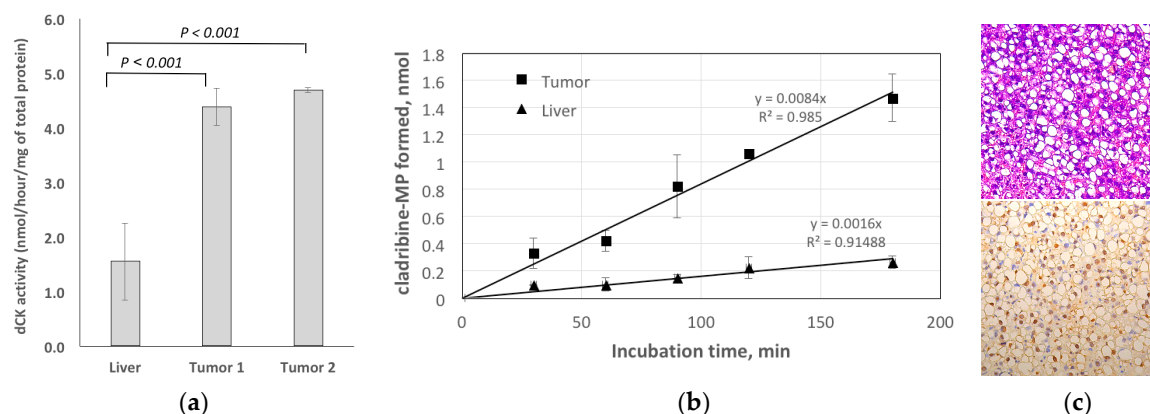 6.0
5.0
4.0
3.0
2.0
1.0
0.0
dCK activity (nmol/hour/mg of total protein)
P < 0.001
P < 0.001
Liver
Tumor 1
Tumor 2
(a)
1.8
1.6
1.4
1.2
1
0.8
0.6
0.4
0.2
0
cladribine-MP formed, nmol
Tumor
Liver
y = 0.0084x
R² = 0.985
y = 0.0016x
R² = 0.91488
0
50
100
150
200
Incubation time, min
(b)
(c)